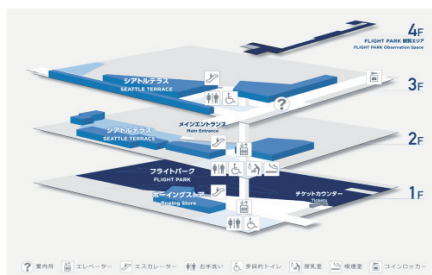 4F
FLIGHT PARK 観覧エリア
FLIGHT PARK Observation Space
シアトルテラス
SEATTLE TERRACE
3F
メインエントランス
Main Entrance
シアトルテラス
SEATTLE TERRACE
2F
フライトパーク
FLIGHT PARK
ボーイングストア
Boeing Store
チケットカウンター
Tickets
1F
? 案内所
エレベーター
エスカレーター
お手洗い
多目的トイレ
授乳室
喫煙室
コインロッカー